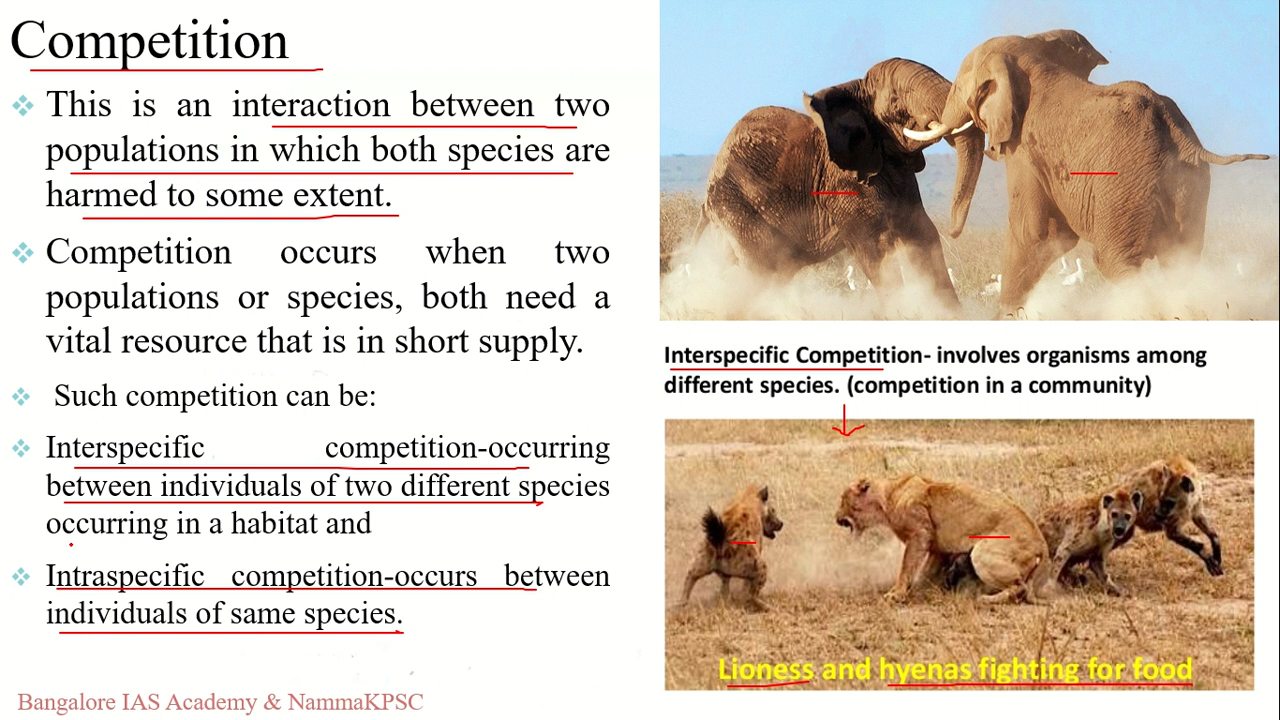 Competition
This is an interaction between two
populations in which both species are
harmed to some extent.
Competition occurs when two
populations or species, both need a
vital resource that is in short supply.
Such competition can be:
Interspecific competition-occurring
between individuals of two different species
occurring in a habitat and
Intraspecific competition-occurs between
individuals of same species.
Bangalore IAS Academy & NammaKPSC
Interspecific Competition- involves organisms among
different species. (competition in a community)
Lioness and hyenas fighting for food